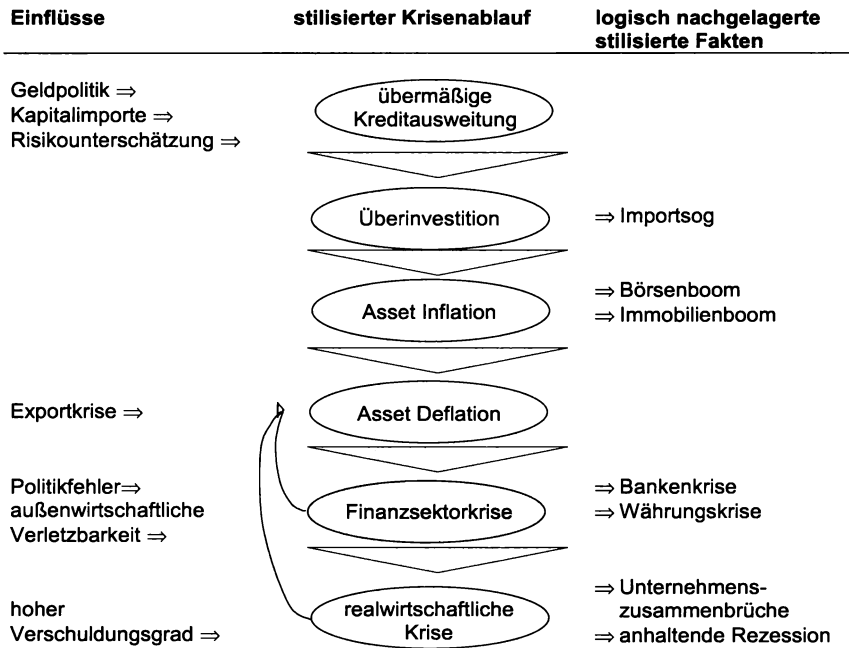 Einflüsse stilisierter Krisenablauf logisch nachgelagerte
stilisierte Fakten
Geldpolitik ⇒
Kapitalimporte ⇒
Risikounterschätzung ⇒
übermäßige
Kreditausweitung
Überinvestition
⇒ Importsog
Asset Inflation
⇒ Börsenboom
⇒ Immobilienboom
Exportkrise ⇒
Asset Deflation
Politikfehler⇒
außenwirtschaftliche
Verletzbarkeit ⇒
Finanzsektorkrise
⇒ Bankenkrise
⇒ Währungskrise
hoher
Verschuldungsgrad ⇒
realwirtschaftliche
Krise
⇒ Unternehmens-
zusammenbrüche
⇒ anhaltende Rezession